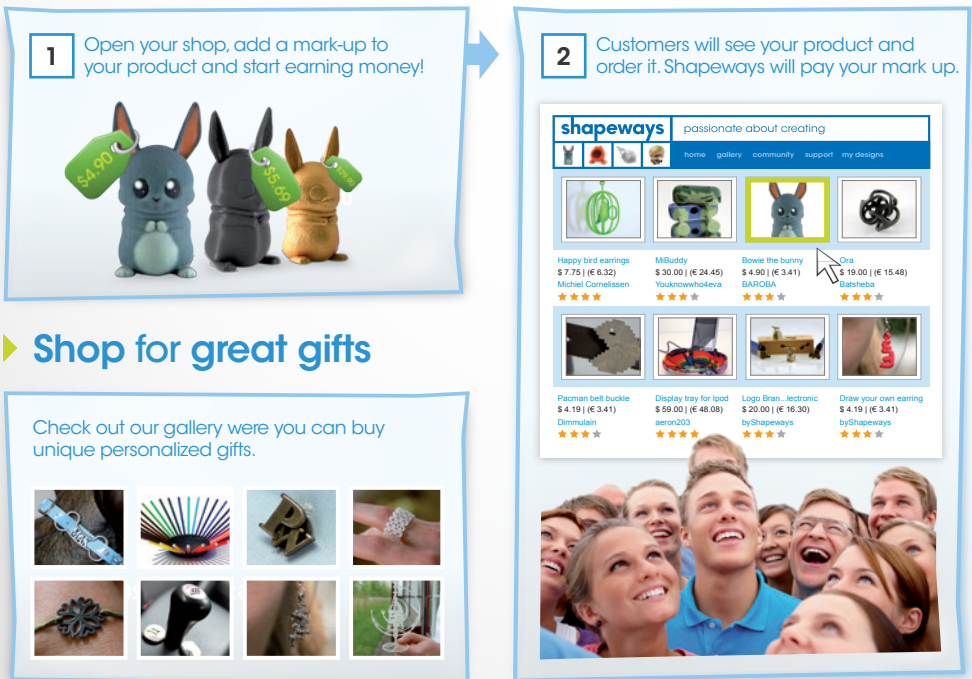 1
Open your shop, add a mark-up to
your product and start earning money!
$4.90
$5.69
Shop for great gifts
Check out our gallery were you can buy
unique personalized gifts.
2
Customers will see your product and
order it. Shapeways will pay your mark up.
shapeways
passionate about creating
home gallery community support my designs
Happy bird earrings
$ 7.75 | (€ 6.32)
Michiel Cornelissen
MiBuddy
$ 30.00 | (€ 24.45)
Youknowwho4eva
Bowie the bunny
$ 4.90 | (€ 3.41)
BAROBA
Ora
$ 19.00 | (€ 15.48)
Batsheba
Pacman belt buckle
$ 4.19 | (€ 3.41)
Dimmulain
Display tray for Ipod
$ 59.00 | (€ 48.08)
aeron203
Logo Bran...lectronic
$ 20.00 | (€ 16.30)
byShapeways
Draw your own earring
$ 4.19 | (€ 3.41)
byShapeways